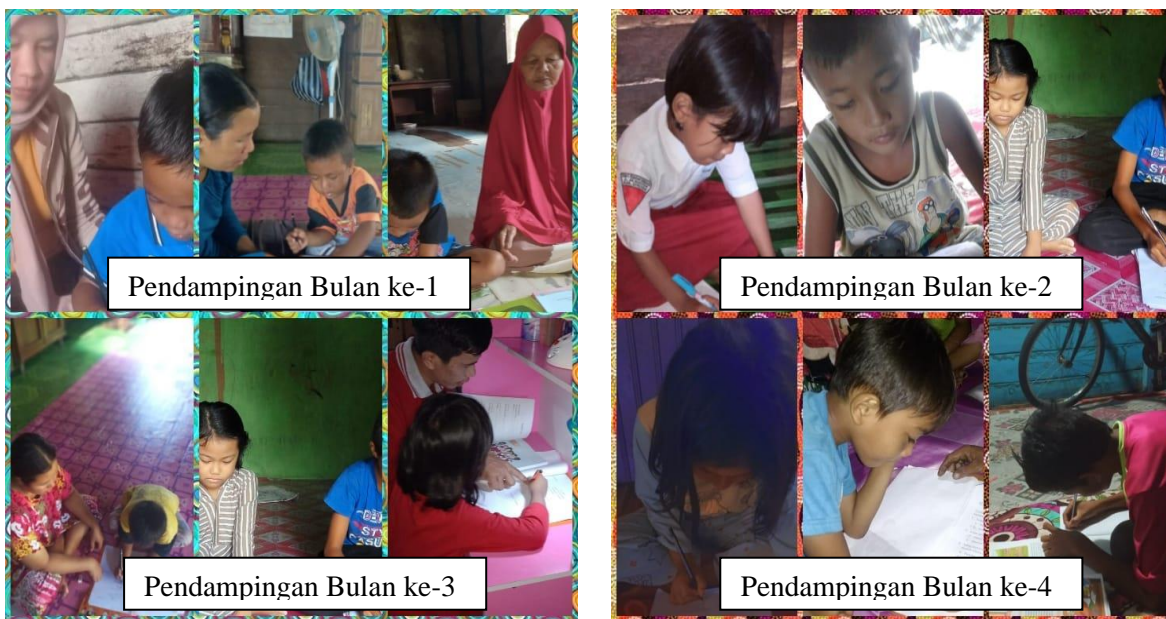 Pendampingan Bulan ke-1
Pendampingan Bulan ke-2
Pendampingan Bulan ke-3
Pendampingan Bulan ke-4